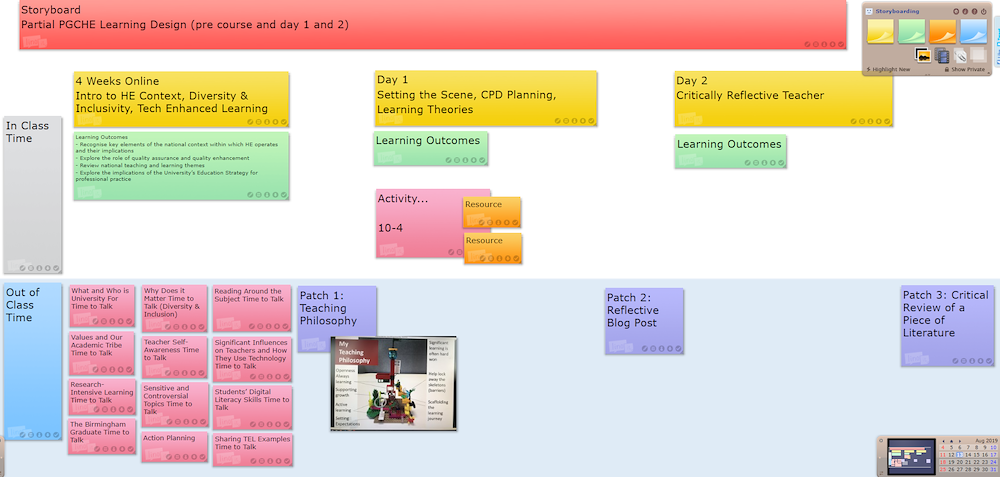 Storyboard
Partial PGCHE Learning Design (pre course and day 1 and 2)
Storyboarding
Highlight New
Show Private
4 Weeks Online
Intro to HE Context, Diversity &
Inclusivity, Tech Enhanced Learning
Day 1
Setting the Scene, CPD Planning,
Learning Theories
Day 2
Critically Reflective Teacher
In Class
Time
Learning Outcomes
- Recognise key elements of the national context within which HE operates
and their implications
- Explore the role of quality assurance and quality enhancement
- Review national teaching and learning themes
- Explore the implications of the University's Education Strategy for
professional practice
Learning Outcomes
Learning Outcomes
Activity...
10-4
Resource
Resource
Out of
Class
Time
What and Who is
University For
Time to Talk
Why Does it
Matter Time to
Talk (Diversity &
Inclusion)
Reading Around the
Subject Time to Talk
Values and Our
Academic Tribe
Time to Talk
Teacher Self-
Awareness Time to
Talk
Significant Influences
on Teachers and How
They Use Technology
Time to Talk
Research-
Intensive Learning
Time to Talk
Sensitive and
Controversial
Topics Time to
Talk
Students' Digital
Literacy Skills Time to
Talk
The Birmingham
Graduate Time to
Talk
Action Planning
Sharing TEL Examples
Time to Talk
Patch 1:
Teaching
Philosophy
My
Teaching
Philosophy
Openness
Always
learning
Supporting
growth
Active
learning
Setting
Expectations
Significant
learning is
often hard
won
Help lock
away the
skeletons
(learners)
Scaffolding
the
learning
journey
Patch 2:
Reflective
Blog Post
Patch 3: Critical
Review of a
Piece of
Literature
Aug 2019
4 5 6 7 8 9 10
11 12 13 14 15 16 17
18 19 20 21 22 23 24
25 26 27 28 29 30 31